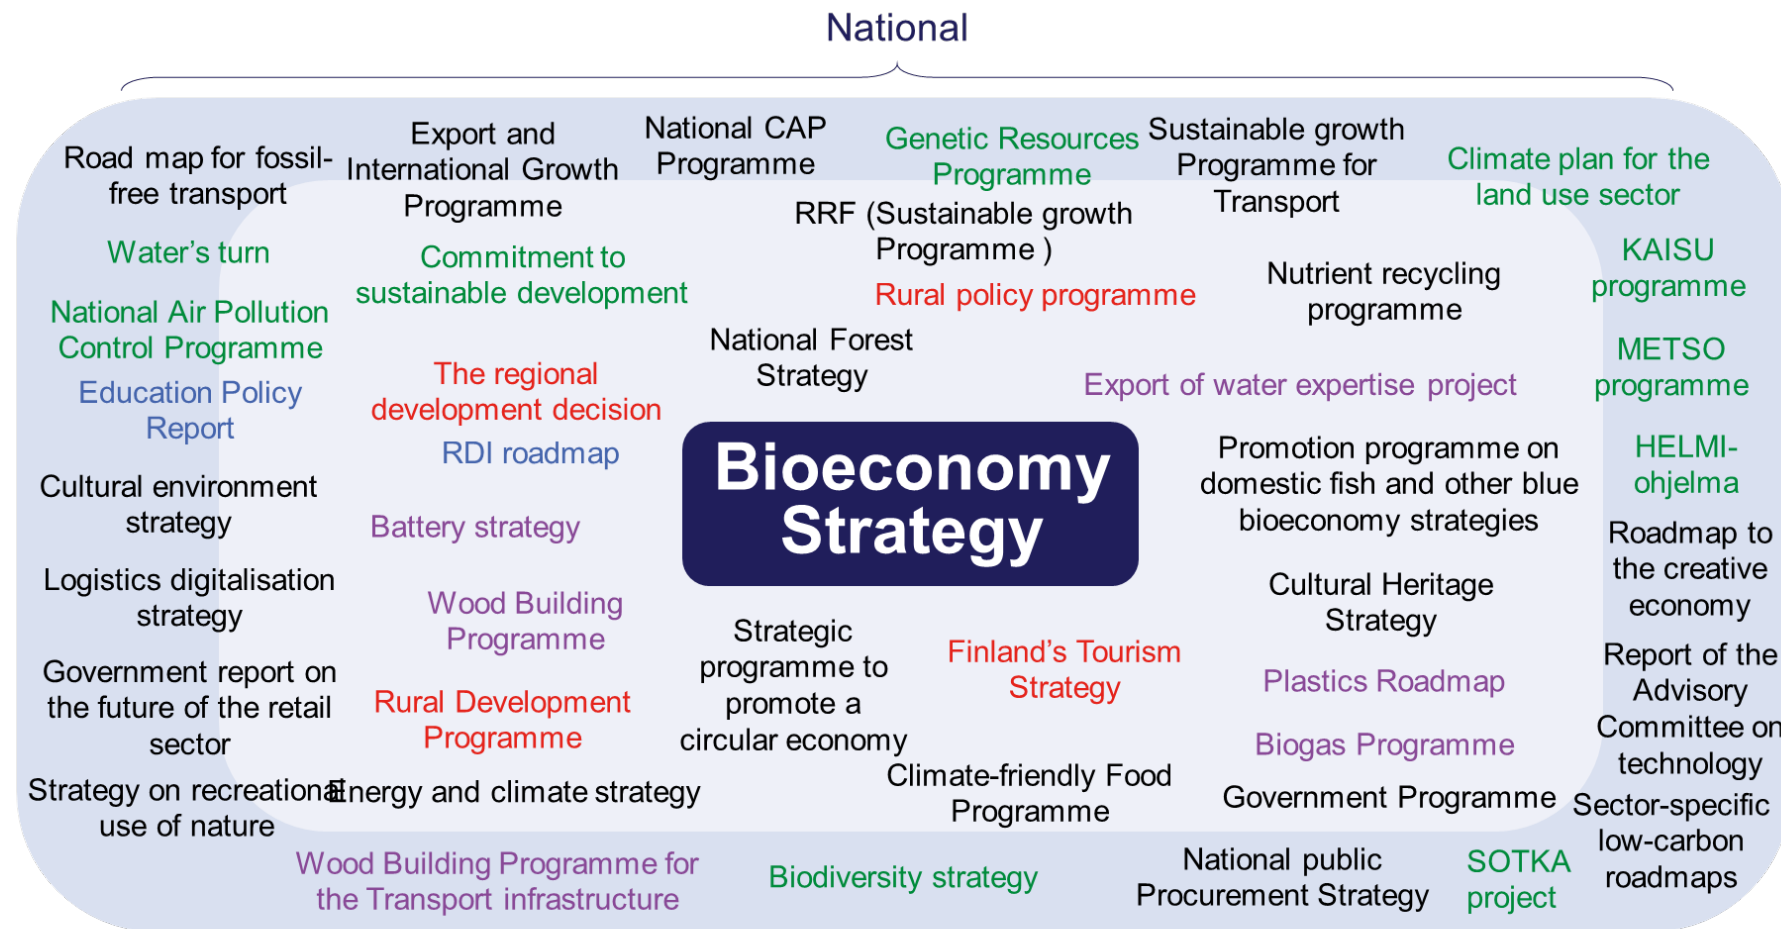 National
Road map for fossil-
free transport
Export and
International Growth
Programme
National CAP
Programme
Genetic Resources
Programme
Sustainable growth
Programme for
Transport
Climate plan for the
land use sector
RRF (Sustainable growth
Programme )
Water's turn
Commitment to
sustainable development
Rural policy programme
Nutrient recycling
programme
KAISU
programme
National Air Pollution
Control Programme
National Forest
Strategy
METSO
programme
Education Policy
Report
The regional
development decision
Export of water expertise project
RDI roadmap
Bioeconomy
Strategy
Promotion programme on
domestic fish and other blue
bioeconomy strategies
HELMI-
ohjelma
Cultural environment
strategy
Battery strategy
Roadmap to
the creative
economy
Logistics digitalisation
strategy
Wood Building
Programme
Cultural Heritage
Strategy
Strategic
programme to
promote a
circular economy
Finland's Tourism
Strategy
Plastics Roadmap
Report of the
Advisory
Committee on
technology
Government report on
the future of the retail
sector
Rural Development
Programme
Biogas Programme
Strategy on recreational
use of nature
Energy and climate strategy
Climate-friendly Food
Programme
Government Programme
Sector-specific
low-carbon
roadmaps
Wood Building Programme for
the Transport infrastructure
Biodiversity strategy
National public
Procurement Strategy
SOTKA
project